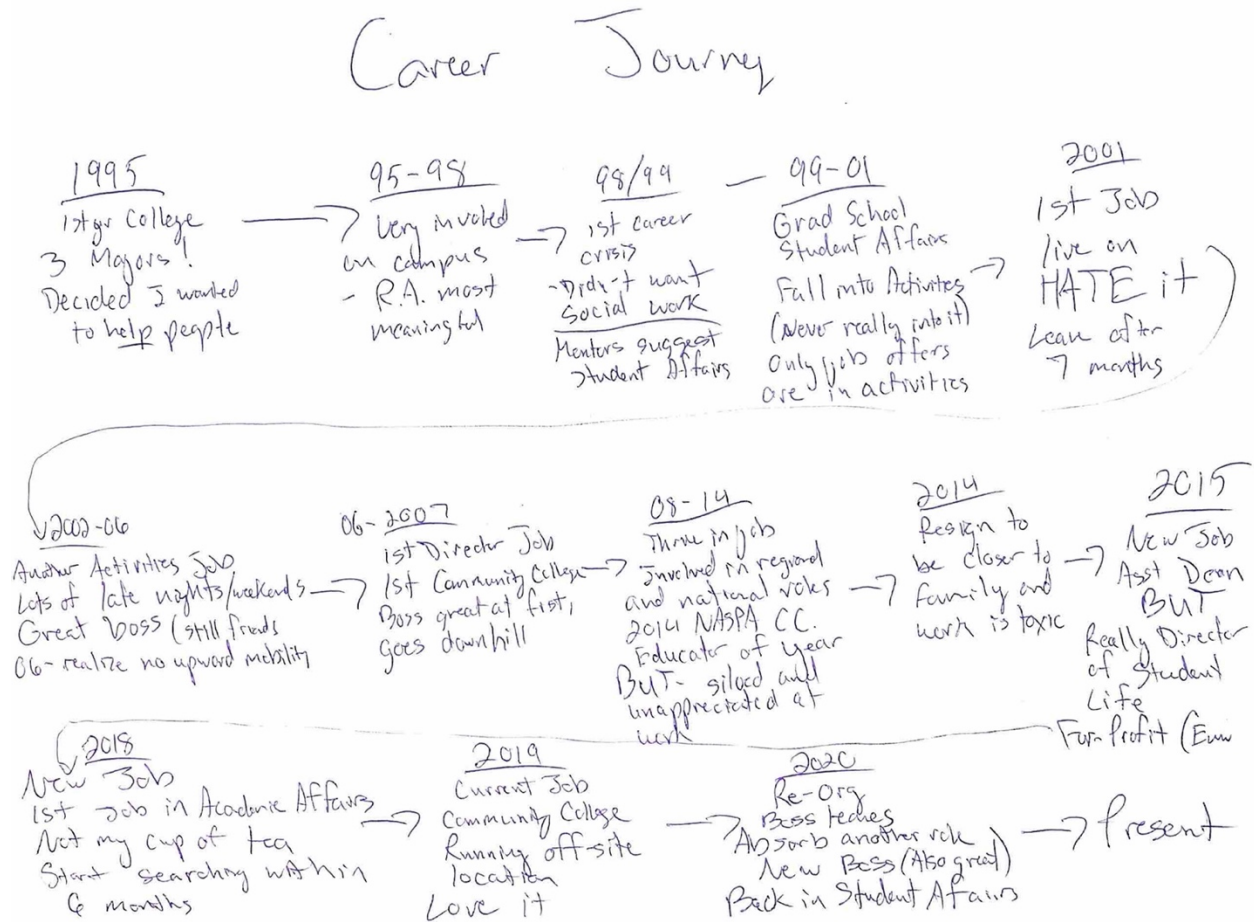 Career Journey
1995
1st yr College
3 Majors!
Decided I wanted
to help people
95-98
Very involved
on campus
- R.A. most
meaningful
98/99
1st career
crisis
-Didn't want
Social work
Mentors suggest
Student Affairs
99-01
Grad School
Student Affairs
Fall into Activites
(Never really into it)
Only job offers
are in activities
2001
1st Job
live on
HATE it
Leave after
7 months
2002-06
Another Activities Job
Lots of late nights/weekends
Great boss (still frends
06-realize no upward mobility
06-2007
1st Director Job
1st Community College
Boss great at fist,
goes downhill
08-14
Thrive in job
Involved in regional
and national roles
2014 NASPA CC.
Educator of Year
BUT- siloed and
unappreciated at
work
2014
Resign to
be closer to
family and
work is toxic
2015
New Job
Asst Dean
BUT
Really Director
of Student
Life
For-Profit (Eww
2018
New Job
1st Job in Academic Affairs
Not my cup of tea
Start searching within
6 months
2019
Current Job
Community College
Running off-site
location
Love it
2020
Re-Org
Boss
Absorb another role
New Boss (Also great)
Back in Student Afairs
Present